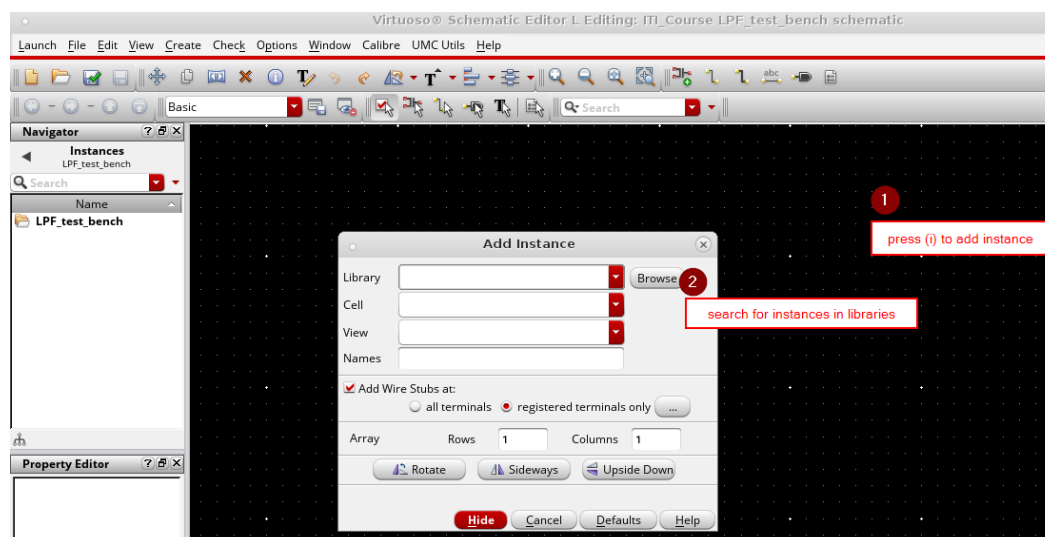 Virtuoso® Schematic Editor L Editing: ITI_Course LPF_test_bench schematic
Launch File Edit View Create Check Options Window Calibre UMC Utils Help
abc
Basic
Search
Navigator
Instances
LPF_test_bench
Search
Name
LPF_test_bench
1
press (i) to add instance
Add Instance
Library
Browse
2
search for instances in libraries
Cell
View
Names
Add Wire Stubs at:
all terminals registered terminals only ...
Array Rows 1 Columns 1
Rotate Sideways Upside Down
Hide Cancel Defaults Help
Property Editor